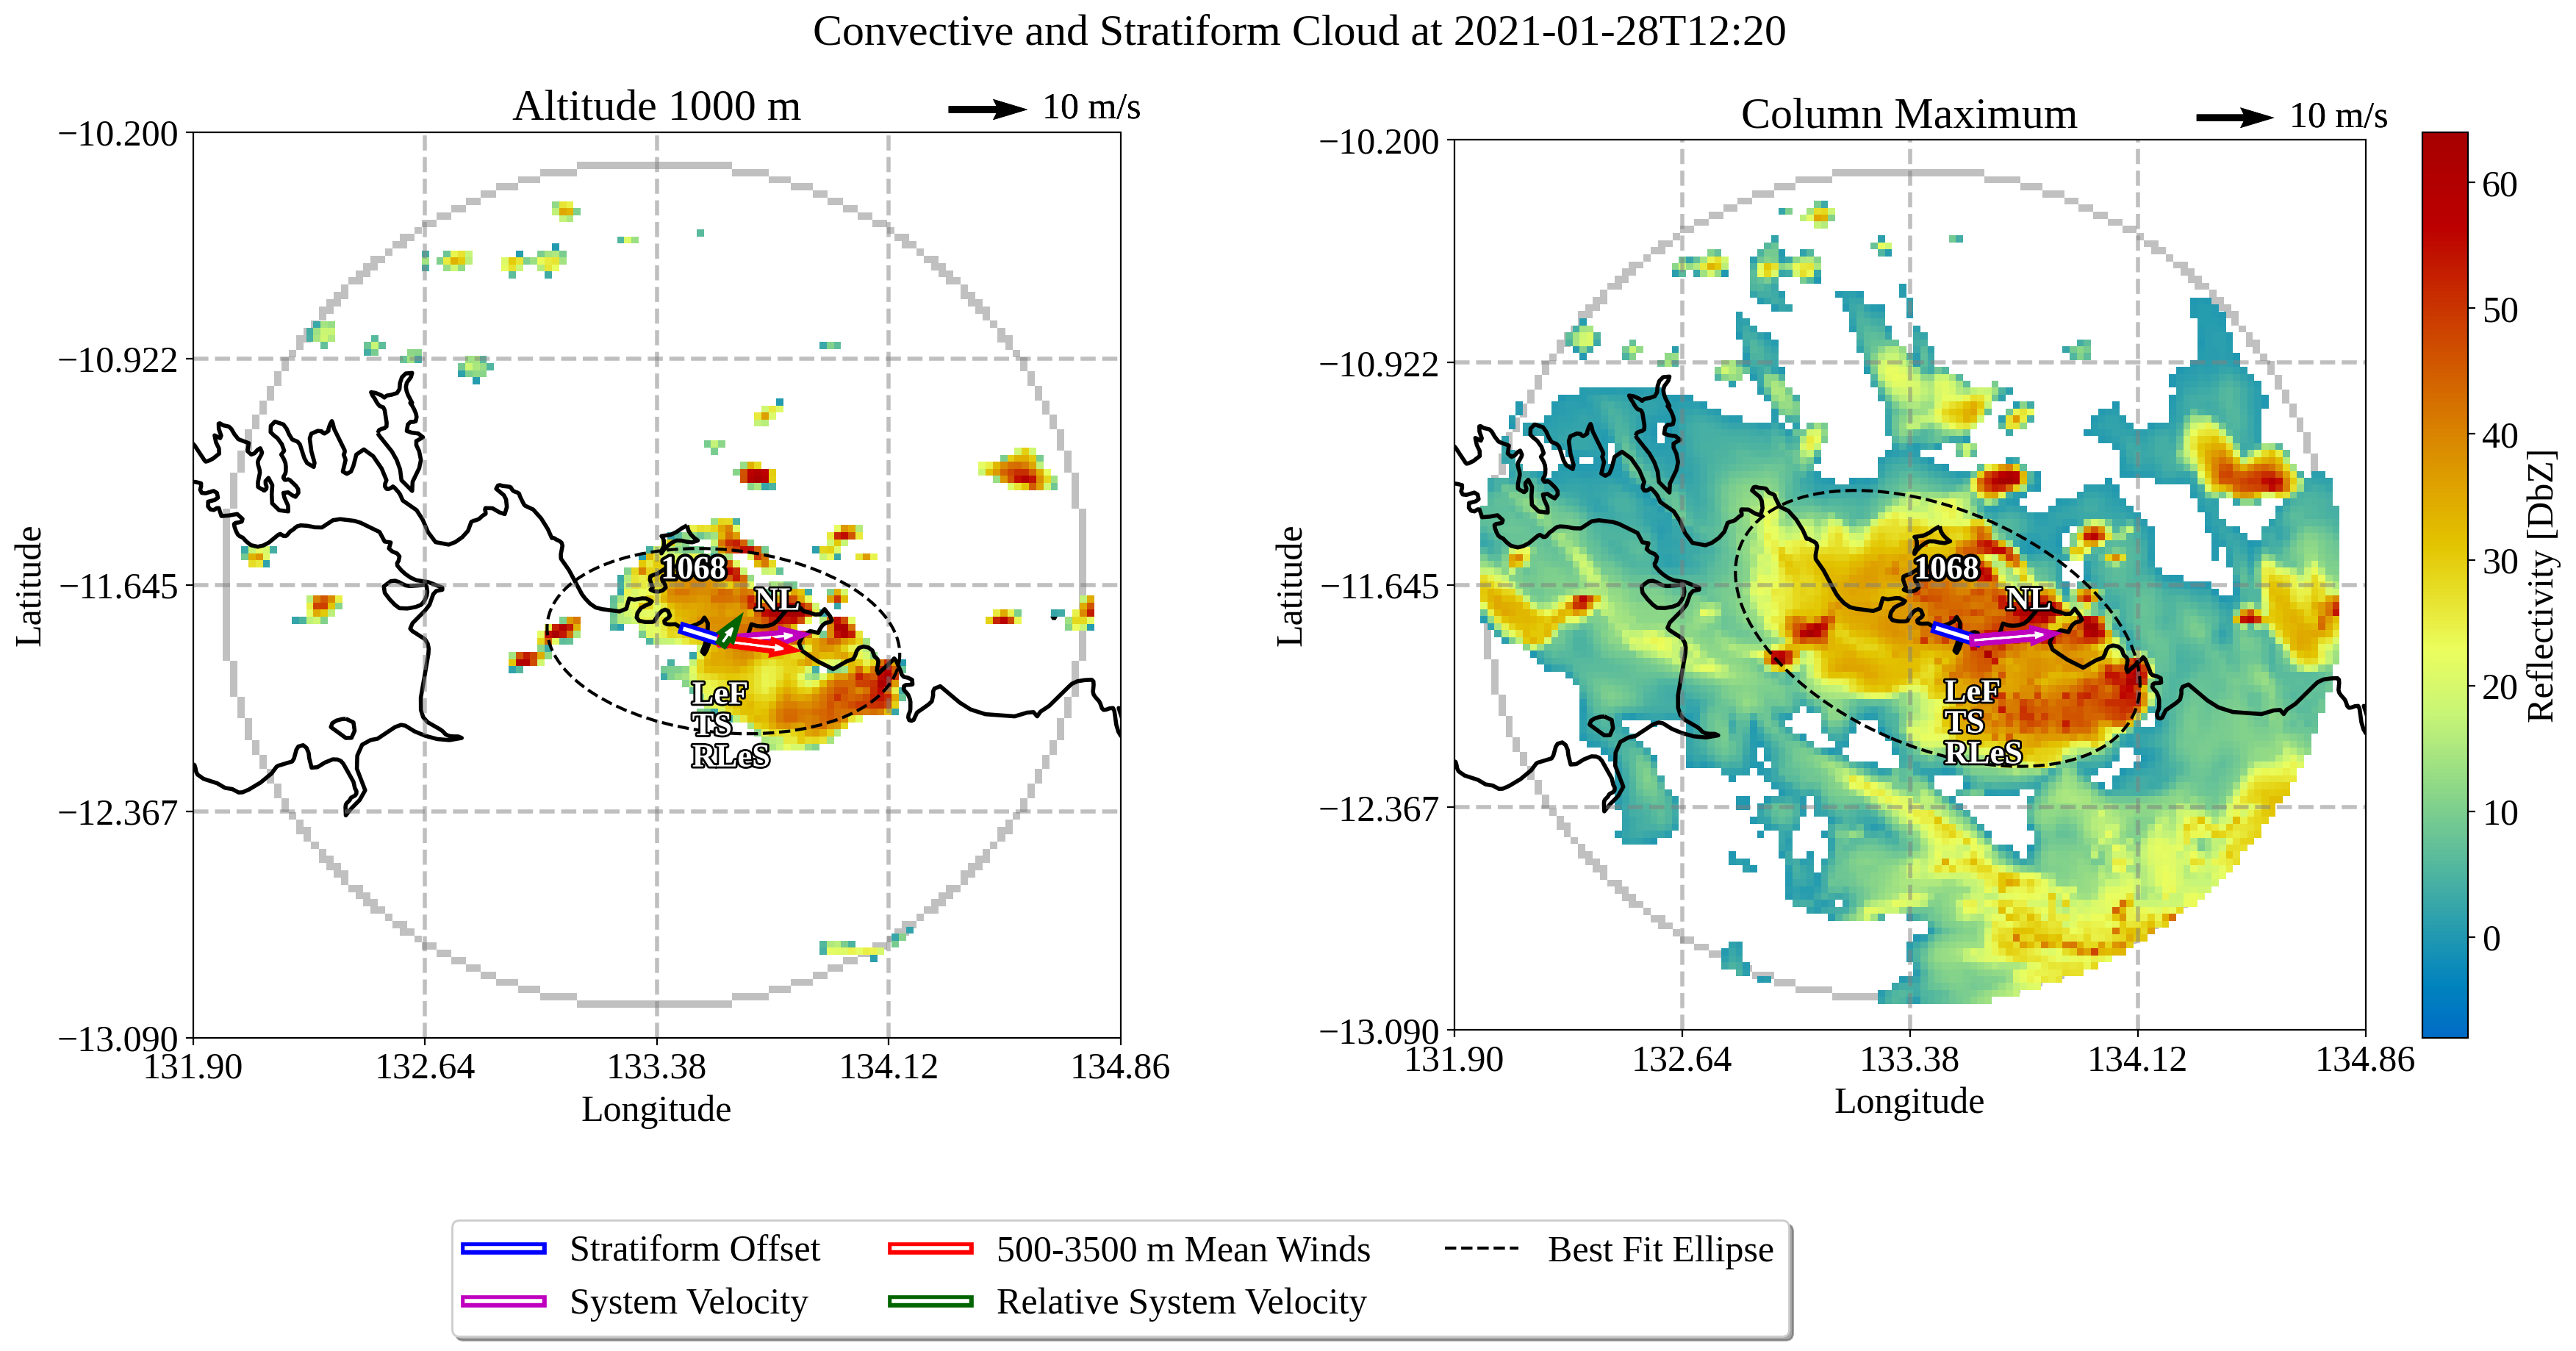 Convective and Stratiform Cloud at 2021-01-28T12:20
Altitude 1000 m
10 m/s
−10.200
−10.922
−11.645
−12.367
−13.090
131.90
132.64
133.38
134.12
134.86
Longitude
Latitude
1068
NL
LeF
TS
RLeS
Column Maximum
10 m/s
−10.200
−10.922
−11.645
−12.367
−13.090
131.90
132.64
133.38
134.12
134.86
Longitude
Latitude
1068
NL
LeF
TS
RLeS
60
50
40
30
20
10
0
Reflectivity [DbZ]
Stratiform Offset
System Velocity
500-3500 m Mean Winds
Relative System Velocity
Best Fit Ellipse